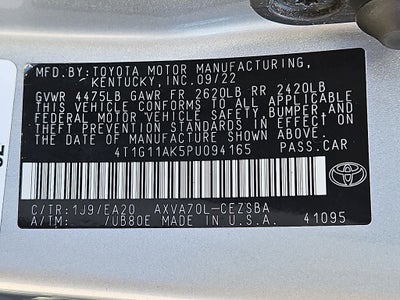 MFD.BY:TOYOTA MOTOR MANUFACTURING,
KENTUCKY,INC.09/22
GVWR 4475LB GAWR FR 2620LB RR 2420LB
THIS VEHICLE CONFORMS TO ALL APPLICABLE
FEDERAL MOTOR VEHICLE SAFETY, BUMPER AND
THEFT PREVENTION STANDARDS IN EFFECT ON
THE DATE OF MANUFACTURE SHOWN ABOVE.
4T1G11AK5PU094165 PASS.CAR
C/TR:1J9/EA20 AXVA70L-CEZSBA
A/TM: /UB80E MADE IN U.S.A. 41095
TOYOTA